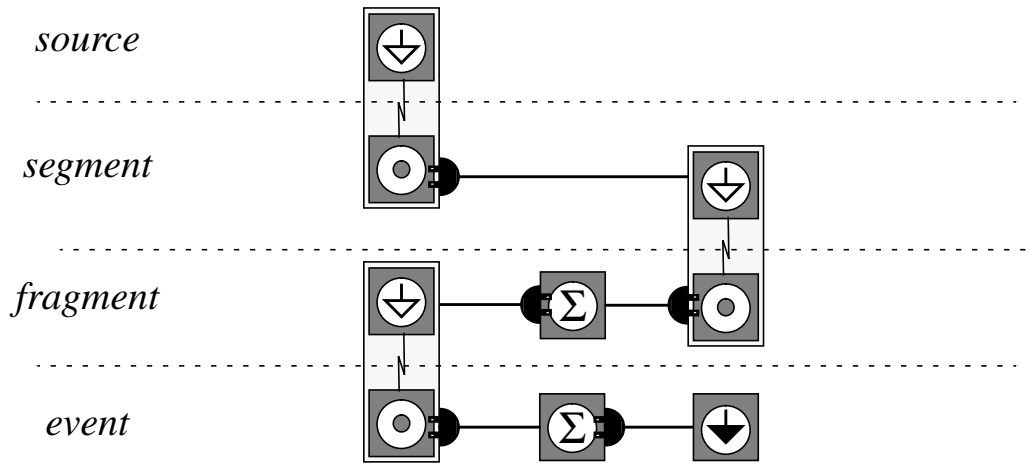 source
segment
fragment
Σ
event
Σ